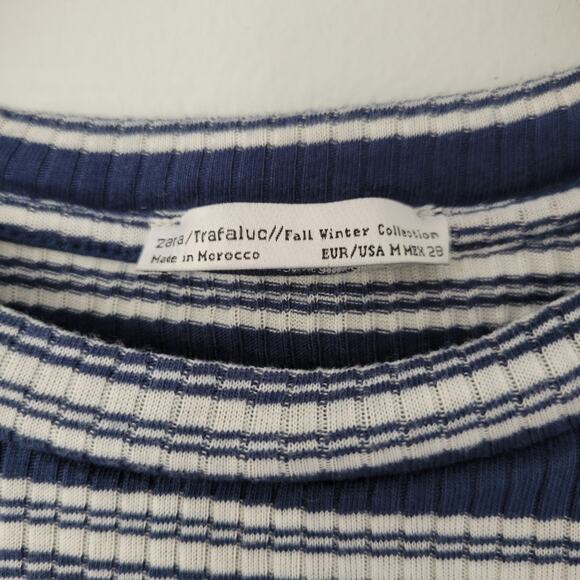 zara/Trafaluc//Fall Winter Collection
Made in Morocco EUR/USA M MEX 28